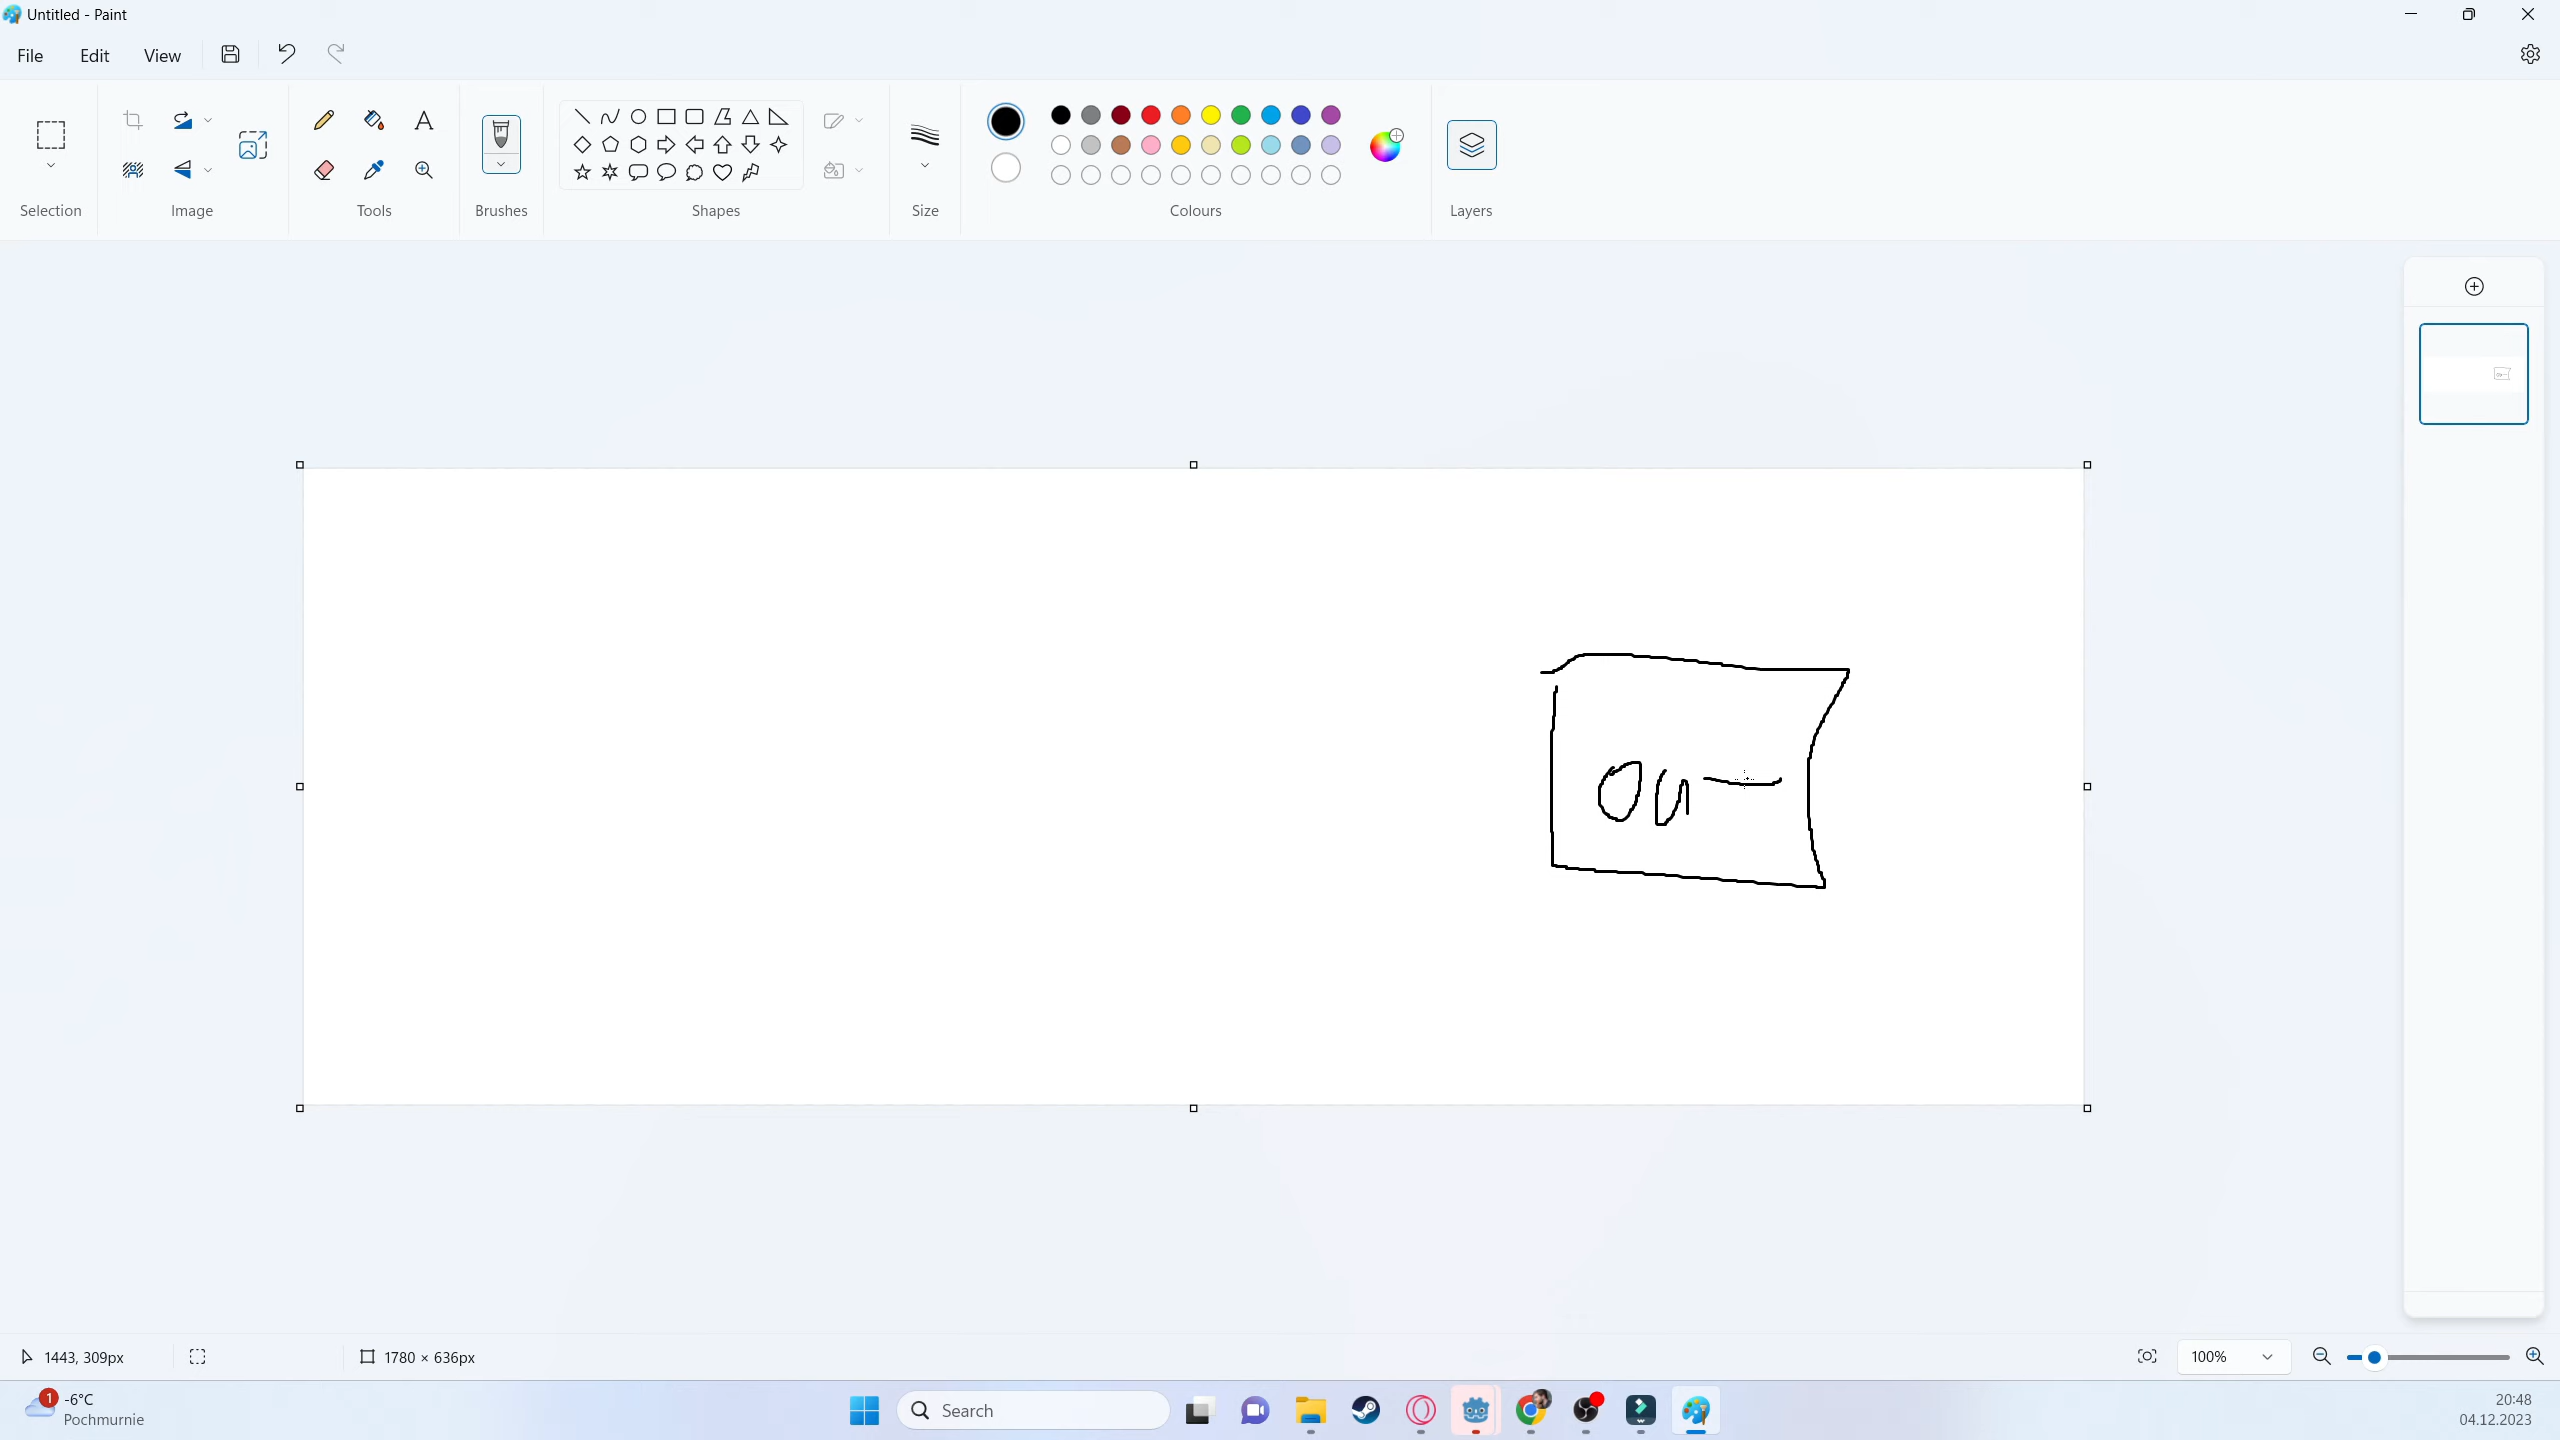 Untitled - Paint
File Edit View
Selection Image Tools Brushes Shapes Size Colours Layers
1443, 309px 1780 × 636px 100%
-6°C
Pochmurnie
1
Search
20:48
04.12.2023